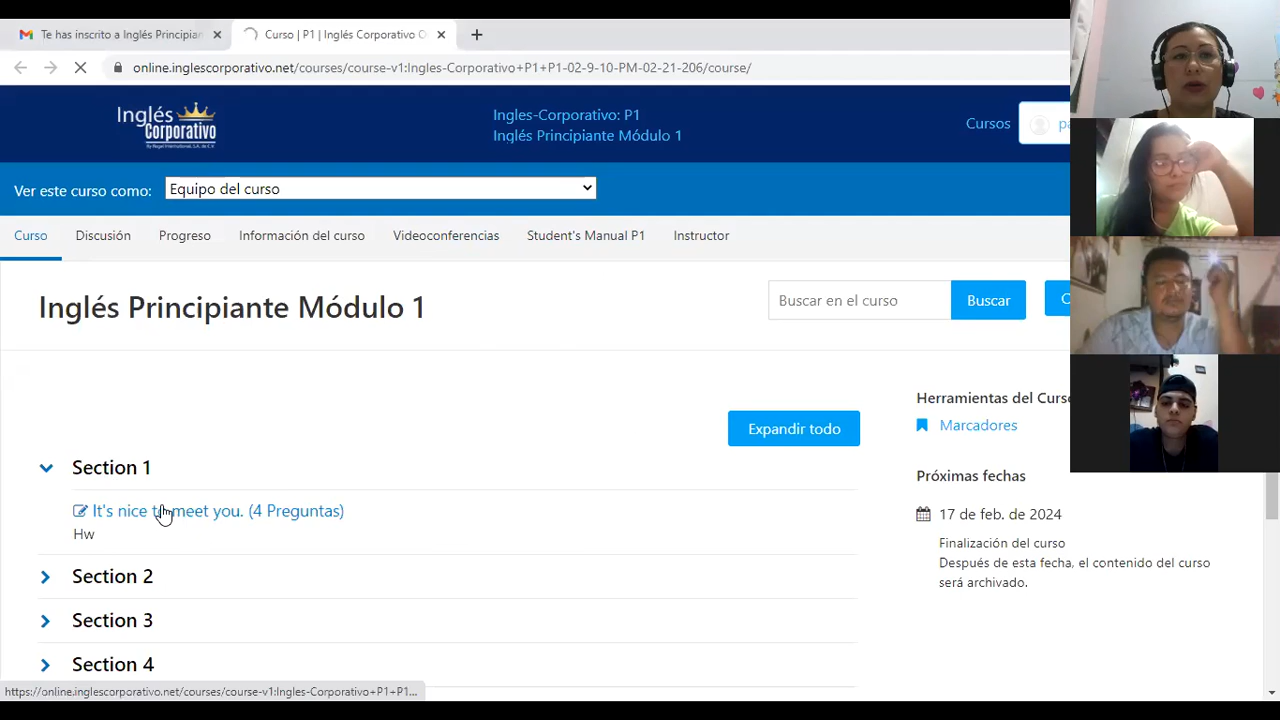 Te has inscrito a Inglés Principian
Curso | P1 | Inglés Corporativo O
online.inglescorporativo.net/courses/course-v1:Ingles-Corporativo+P1+P1-02-9-10-PM-02-21-206/course/
Inglés
Corporativo
By Regal International, S.A. de C.V.
Ingles-Corporativo: P1
Inglés Principiante Módulo 1
Cursos
pa
Ver este curso como:
Equipo del curso
Curso
Discusión
Progreso
Información del curso
Videoconferencias
Student's Manual P1
Instructor
Inglés Principiante Módulo 1
Buscar en el curso
Buscar
Expandir todo
Herramientas del Curso
Marcadores
Section 1
Próximas fechas
It's nice to meet you. (4 Preguntas)
17 de feb. de 2024
Hw
Finalización del curso
Después de esta fecha, el contenido del curso
será archivado.
Section 2
Section 3
Section 4
https://online.inglescorporativo.net/courses/course-v1:Ingles-Corporativo+P1+P1...